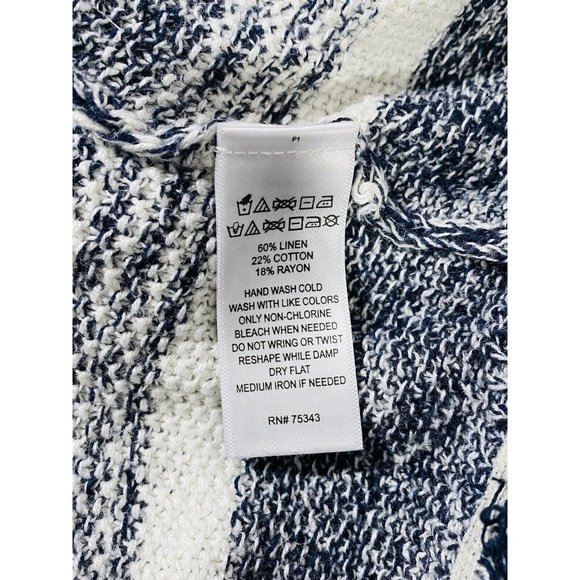 P1
60% LINEN
22% COTTON
18% RAYON
HAND WASH COLD
WASH WITH LIKE COLORS
ONLY NON-CHLORINE
BLEACH WHEN NEEDED
DO NOT WRING OR TWIST
RESHAPE WHILE DAMP
DRY FLAT
MEDIUM IRON IF NEEDED
RN# 75343